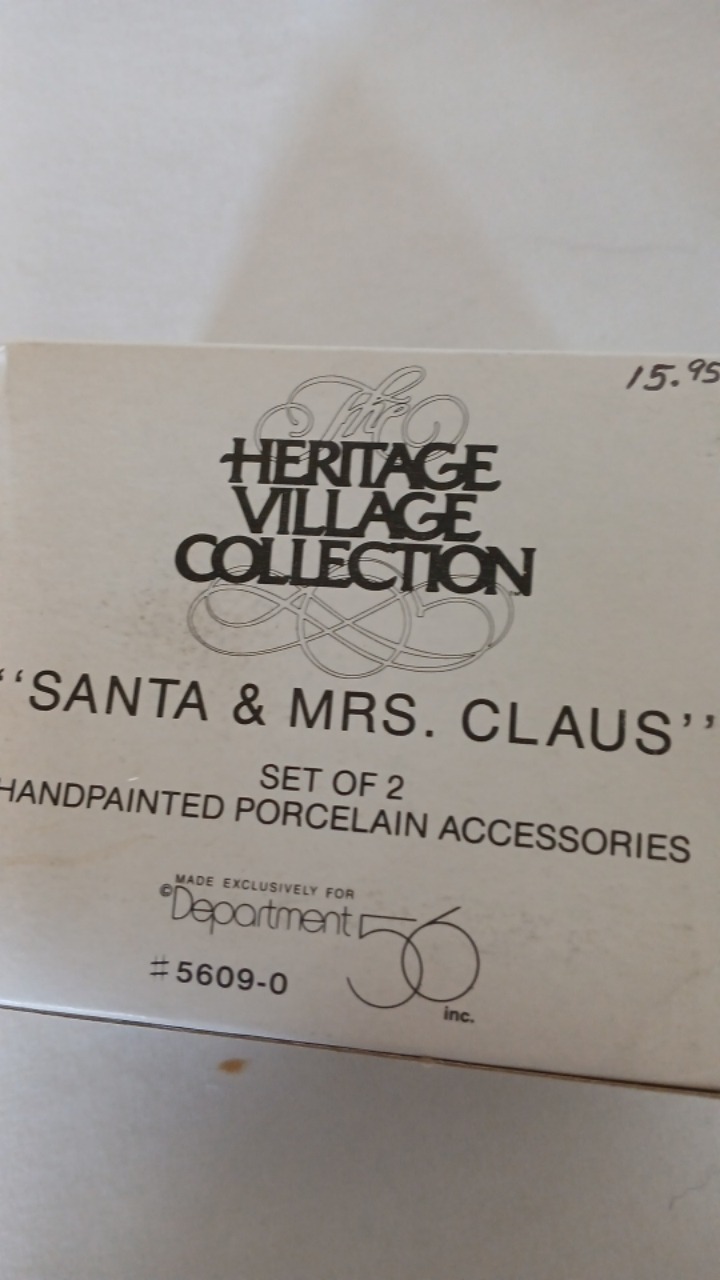 15.95
The
HERITAGE
VILLAGE
COLLECTION
‘‘SANTA & MRS. CLAUS’’
SET OF 2
HANDPAINTED PORCELAIN ACCESSORIES
MADE EXCLUSIVELY FOR
©Department 56
inc.
#5609-0